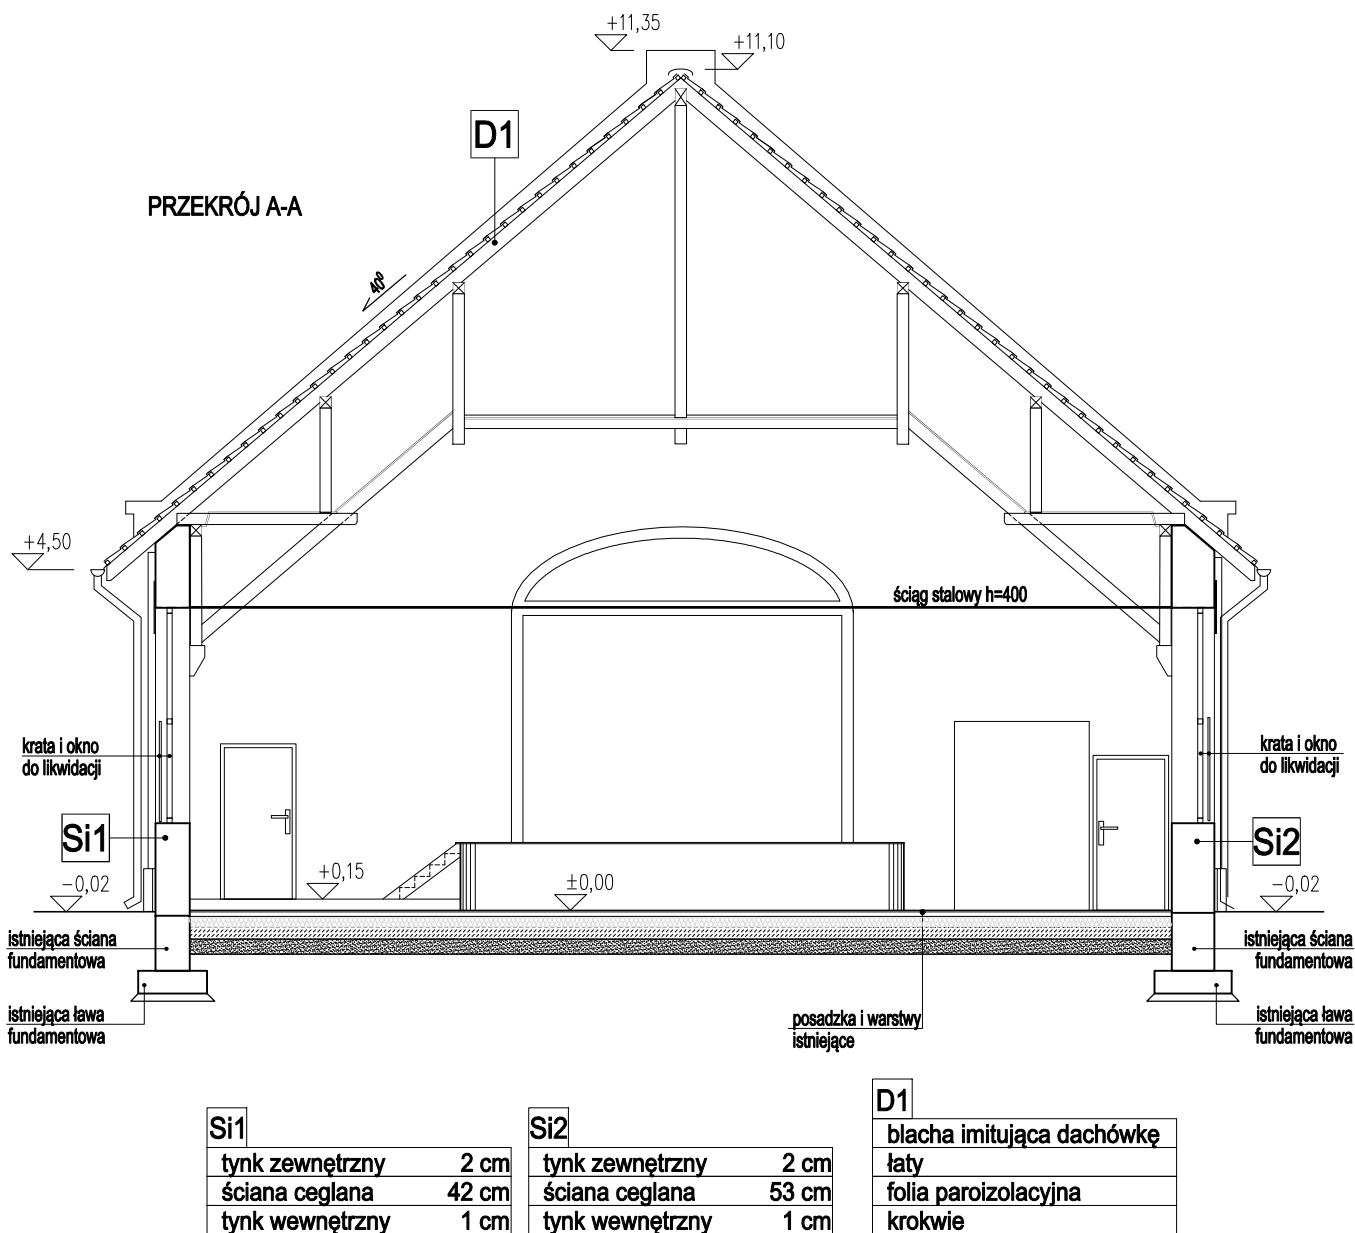 +11,35
+11,10
D1
PRZEKRÓJ A-A
40°
+4,50
ściąg stalowy h=400
krata i okno
do likwidacji
krata i okno
do likwidacji
Si1
Si2
+0,15
±0,00
-0,02
-0,02
istniejąca ściana
fundamentowa
istniejąca ściana
fundamentowa
istniejąca ława
fundamentowa
posadzka i warstwy
istniejące
istniejąca ława
fundamentowa
Si1
tynk zewnętrzny 2 cm
ściana ceglana 42 cm
tynk wewnętrzny 1 cm
Si2
tynk zewnętrzny 2 cm
ściana ceglana 53 cm
tynk wewnętrzny 1 cm
D1
blacha imitująca dachówkę
łaty
folia paroizolacyjna
krokwie